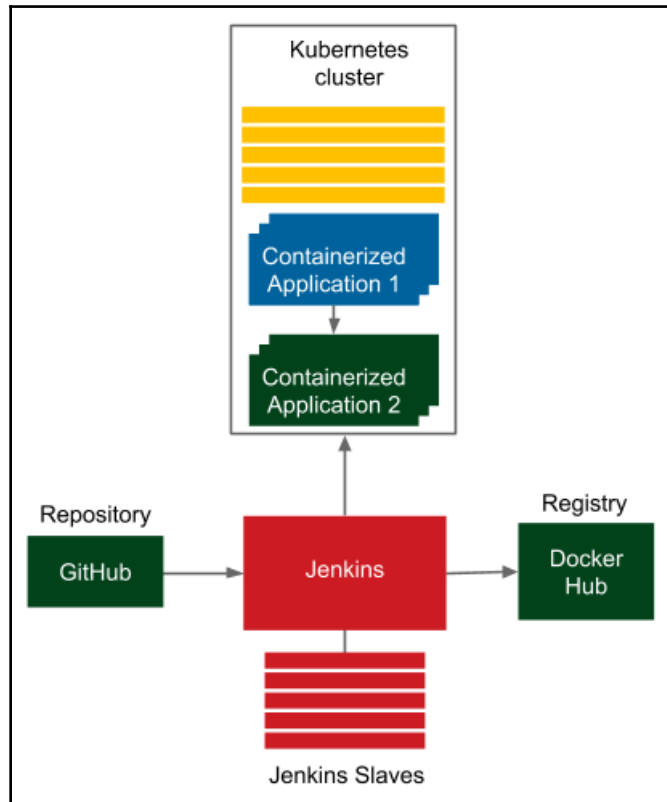 Kubernetes
cluster
Containerized
Application 1
Containerized
Application 2
Repository
GitHub
Jenkins
Registry
Docker
Hub
Jenkins Slaves